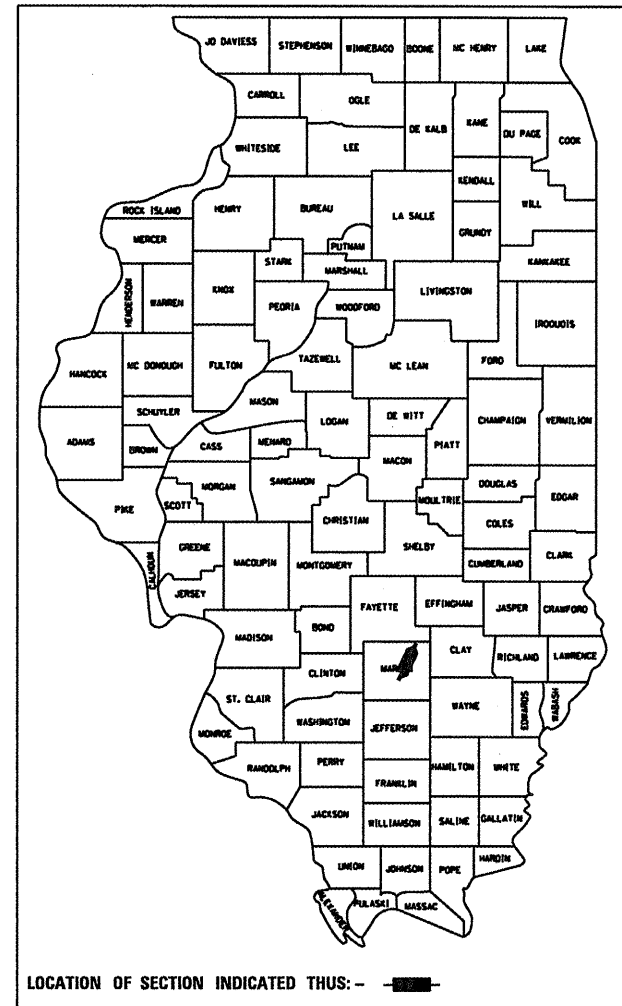 JO DAVIESS STEPHENSON WINNEBAGO BOONE MC HENRY LAKE
CARROLL OGLE DE KALB KANE DU PAGE COOK
WHITESIDE LEE
KENDALL WILL
ROCK ISLAND HENRY BUREAU LA SALLE GRUNDY
MERCER PUTNAM KANKAKEE
STARK MARSHALL
HENDERSON WARREN KNOX PEORIA WOODFORD LIVINGSTON IROQUOIS
HANCOCK MC DONOUGH FULTON TAZEWELL MC LEAN FORD
SCHUYLER MASON LOGAN DE WITT CHAMPAIGN VERMILION
ADAMS BROWN CASS MENARD MACON PIATT
PIKE SCOTT MORGAN SANGAMON CHRISTIAN MOULTRIE DOUGLAS EDGAR
COLES
CALHOUN GREENE MACOUPIN MONTGOMERY SHELBY CUMBERLAND CLARK
JERSEY FAYETTE EFFINGHAM JASPER CRAWFORD
MADISON BOND CLAY RICHLAND LAWRENCE
CLINTON
ST. CLAIR WASHINGTON WAYNE EDWARDS WABASH
MONROE JEFFERSON
RANDOLPH PERRY HAMILTON WHITE
FRANKLIN
JACKSON WILLIAMSON SALINE GALLATIN
UNION JOHNSON POPE HARDIN
ALEXANDER PULASKI MASSAC
LOCATION OF SECTION INDICATED THUS: -